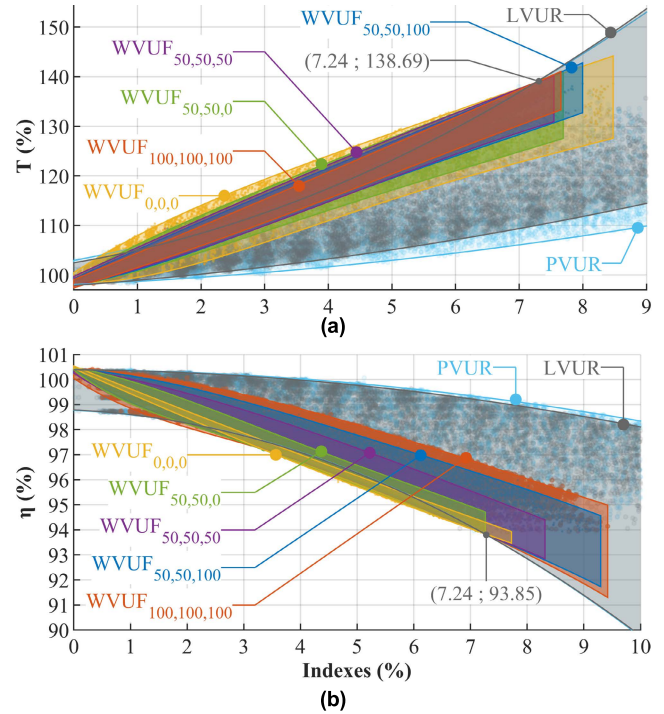 WVUF50,50,50
WVUF50,50,100
LVUR
(7.24 ; 138.69)
WVUF50,50,0
WVUF100,100,100
WVUF0,0,0
PVUR
T (%)
150
140
130
120
110
100
0 1 2 3 4 5 6 7 8 9
(a)
PVUR
LVUR
WVUF0,0,0
WVUF50,50,0
WVUF50,50,50
WVUF50,50,100
WVUF100,100,100
(7.24 ; 93.85)
η (%)
101
100
99
98
97
96
95
94
93
92
91
90
0 1 2 3 4 5 6 7 8 9 10
Indexes (%)
(b)